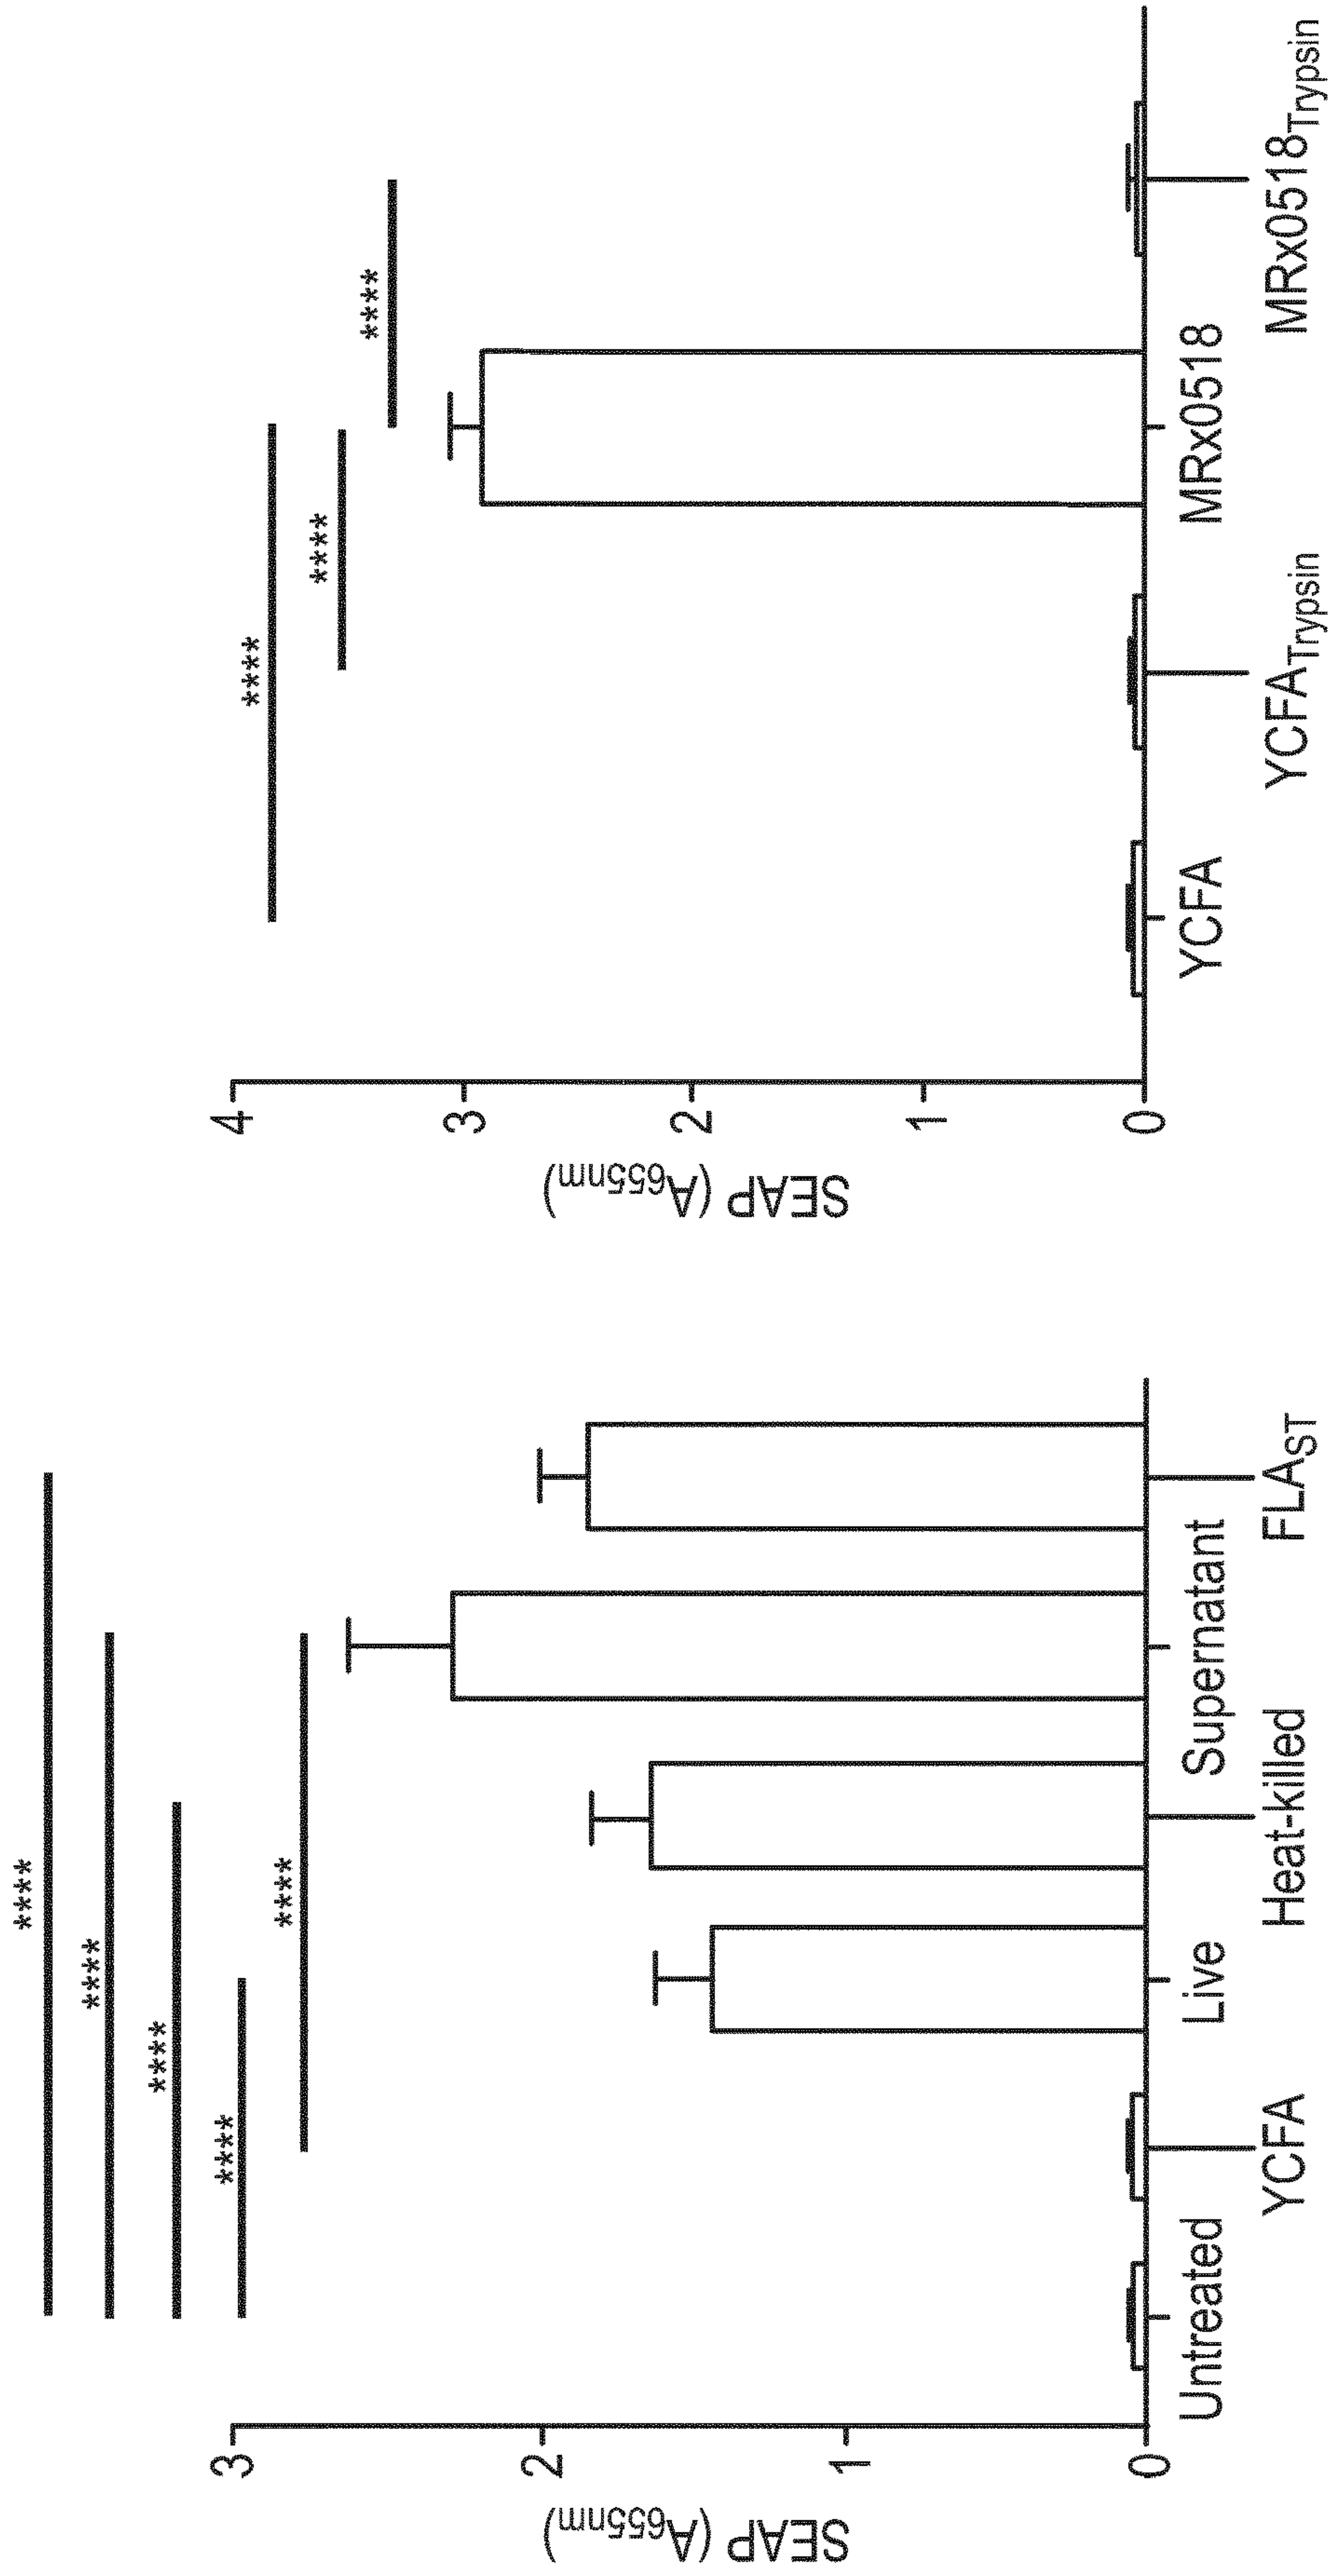 ****
****
****
****
****
3
2
1
0
SEAP (A655nm)
Untreated
YCFA
Live
Heat-killed
Supernatant
FLAST
****
****
****
4
3
2
1
0
SEAP (A655nm)
YCFA
YCFATrypsin
MRx0518
MRx0518Trypsin